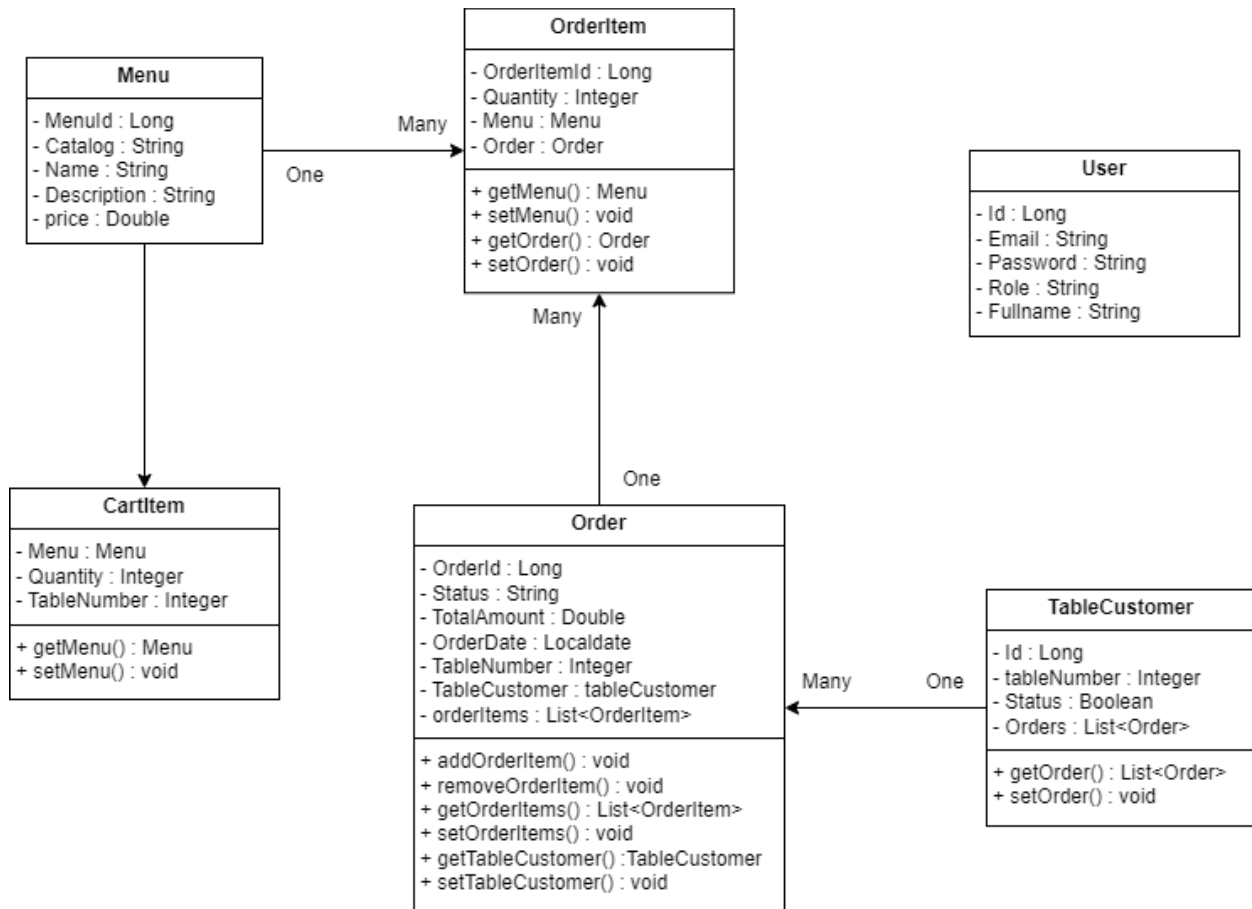 Menu
- MenuId : Long
- Catalog : String
- Name : String
- Description : String
- price : Double
One
Many
OrderItem
- OrderItemId : Long
- Quantity : Integer
- Menu : Menu
- Order : Order
+ getMenu() : Menu
+ setMenu() : void
+ getOrder() : Order
+ setOrder() : void
Many
One
User
- Id : Long
- Email : String
- Password : String
- Role : String
- Fullname : String
CartItem
- Menu : Menu
- Quantity : Integer
- TableNumber : Integer
+ getMenu() : Menu
+ setMenu() : void
Order
- OrderId : Long
- Status : String
- TotalAmount : Double
- OrderDate : Localdate
- TableNumber : Integer
- TableCustomer : tableCustomer
- orderItems : List<OrderItem>
+ addOrderItem() : void
+ removeOrderItem() : void
+ getOrderItems() : List<OrderItem>
+ setOrderItems() : void
+ getTableCustomer() :TableCustomer
+ setTableCustomer() : void
Many
One
TableCustomer
- Id : Long
- tableNumber : Integer
- Status : Boolean
- Orders : List<Order>
+ getOrder() : List<Order>
+ setOrder() : void